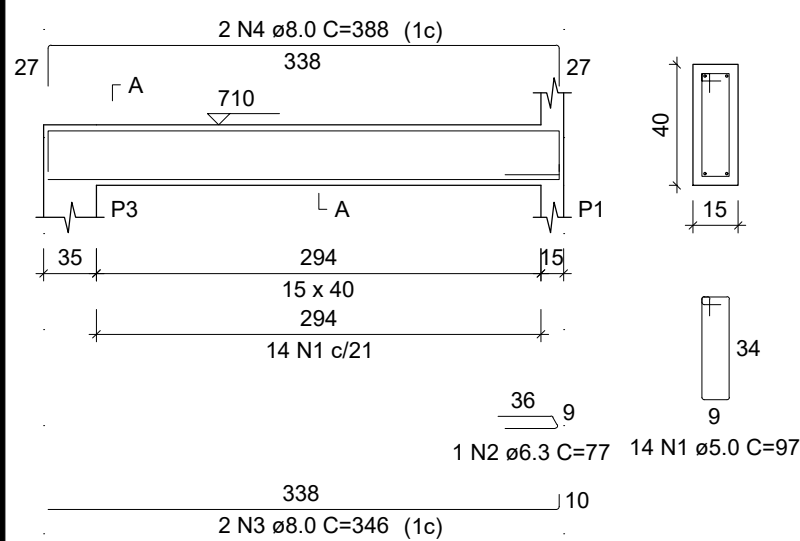 2 N4 ø8.0 C=388 (1c)
27 338 27
A
710
40
P3 A P1
15
35 294 15
15 x 40
294
14 N1 c/21
34
36 9
9
1 N2 ø6.3 C=77
14 N1 ø5.0 C=97
338 10
2 N3 ø8.0 C=346 (1c)